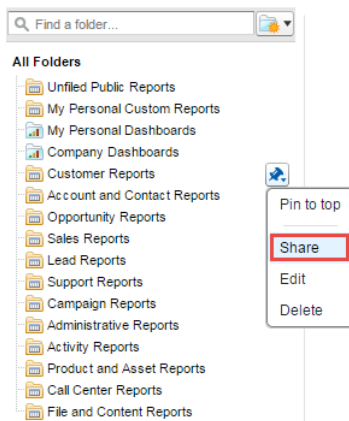 Find a folder...
All Folders
Unfiled Public Reports
My Personal Custom Reports
My Personal Dashboards
Company Dashboards
Customer Reports
Account and Contact Reports
Opportunity Reports
Sales Reports
Lead Reports
Support Reports
Campaign Reports
Administrative Reports
Activity Reports
Product and Asset Reports
Call Center Reports
File and Content Reports
Pin to top
Share
Edit
Delete